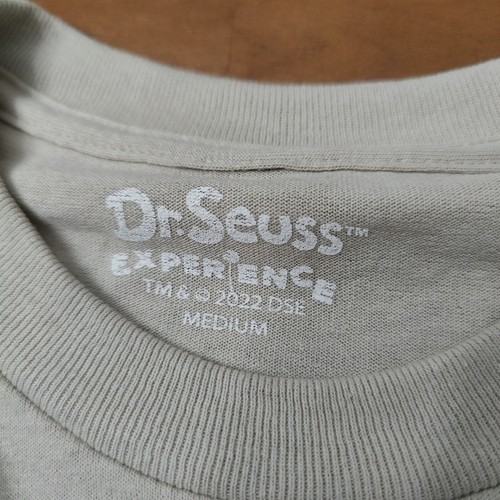 Dr. Seuss™
EXPERIENCE
TM & © 2022 DSE
MEDIUM